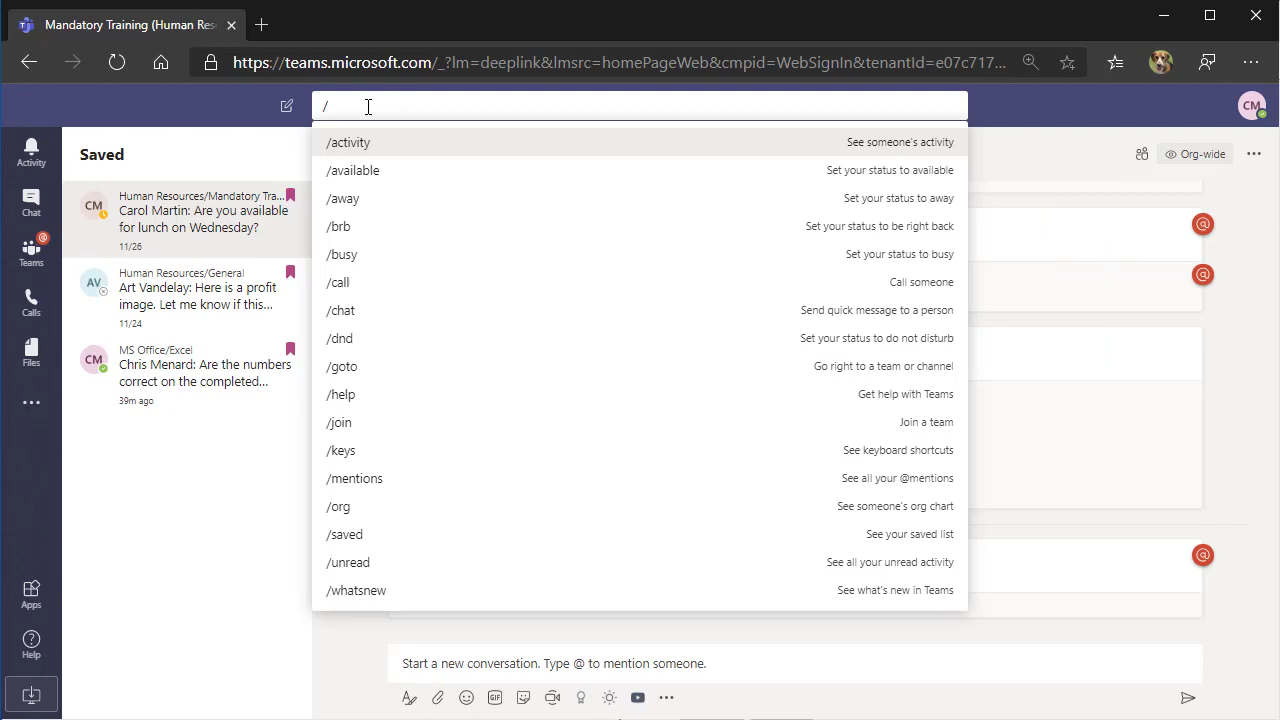 Mandatory Training (Human Res
https://teams.microsoft.com/_?lm=deeplink&lmsrc=homePageWeb&cmpid=WebSignIn&tenantId=e07c717...
/
CM
Activity
Chat
Teams
Calls
Files
Apps
Help
Saved
CM
Human Resources/Mandatory Tra...
Carol Martin: Are you available
for lunch on Wednesday?
11/26
AV
Human Resources/General
Art Vandelay: Here is a profit
image. Let me know if this...
11/24
CM
MS Office/Excel
Chris Menard: Are the numbers
correct on the completed...
39m ago
/activity See someone's activity
/available Set your status to available
/away Set your status to away
/brb Set your status to be right back
/busy Set your status to busy
/call Call someone
/chat Send quick message to a person
/dnd Set your status to do not disturb
/goto Go right to a team or channel
/help Get help with Teams
/join Join a team
/keys See keyboard shortcuts
/mentions See all your @mentions
/org See someone's org chart
/saved See your saved list
/unread See all your unread activity
/whatsnew See what's new in Teams
Org-wide
Start a new conversation. Type @ to mention someone.
GIF